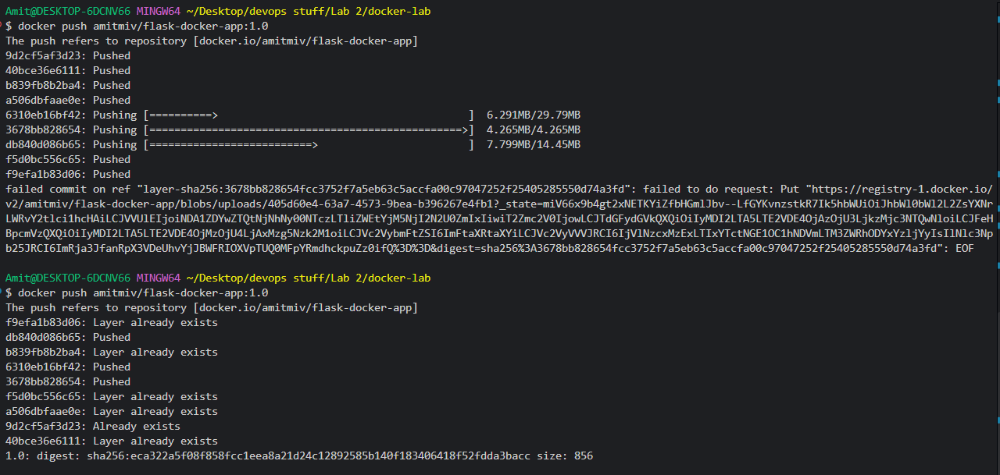 Amit@DESKTOP-6DCNV66 MINGW64 ~/Desktop/devops stuff/Lab 2/docker-lab
$ docker push amitmiv/flask-docker-app:1.0
The push refers to repository [docker.io/amitmiv/flask-docker-app]
9d2cf5af3d23: Pushed
40bce36e6111: Pushed
b839fb8b2ba4: Pushed
a506dbfaae0e: Pushed
6310eb16bf42: Pushing [==========>                                        ]  6.291MB/29.79MB
3678bb828654: Pushing [==================================================>]  4.265MB/4.265MB
db840d086b65: Pushing [==========================>                        ]  7.799MB/14.45MB
f5d0bc556c65: Pushed
f9efa1b83d06: Pushed
failed commit on ref "layer-sha256:3678bb828654fcc3752f7a5eb63c5accfa00c97047252f25405285550d74a3fd": failed to do request: Put "https://registry-1.docker.io/
v2/amitmiv/flask-docker-app/blobs/uploads/405d60e4-63a7-4573-9bea-b396267e4fb1?_state=
&digest=sha256%3A3678bb828654fcc3752f7a5eb63c5accfa00c97047252f25405285550d74a3fd": EOF
Amit@DESKTOP-6DCNV66 MINGW64 ~/Desktop/devops stuff/Lab 2/docker-lab
$ docker push amitmiv/flask-docker-app:1.0
The push refers to repository [docker.io/amitmiv/flask-docker-app]
f9efa1b83d06: Layer already exists
db840d086b65: Pushed
b839fb8b2ba4: Layer already exists
6310eb16bf42: Pushed
3678bb828654: Pushed
f5d0bc556c65: Layer already exists
a506dbfaae0e: Layer already exists
9d2cf5af3d23: Already exists
40bce36e6111: Layer already exists
1.0: digest: sha256:eca322a5f08f858fcc1eea8a21d24c12892585b140f183406418f52fdda3bacc size: 856